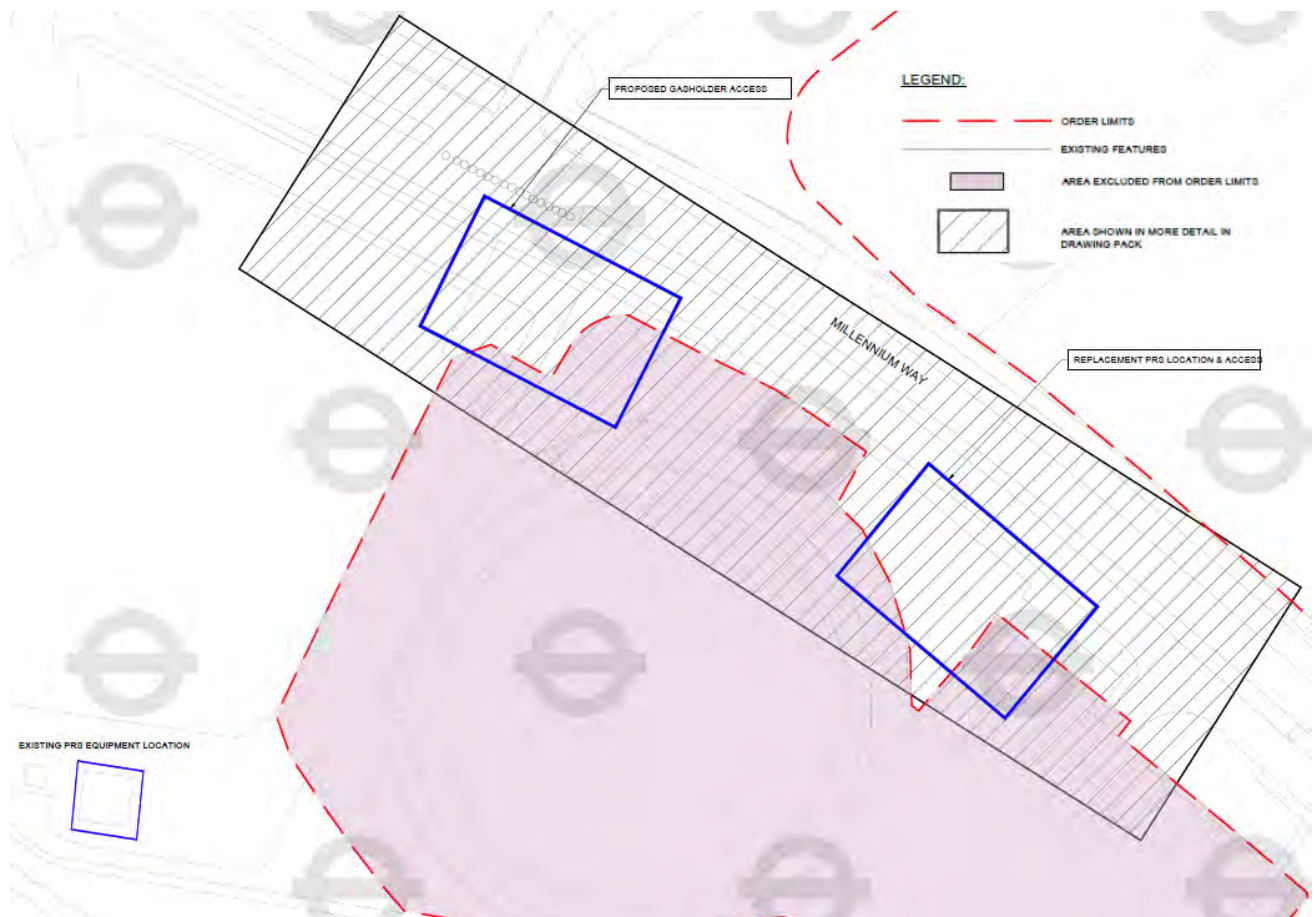 PROPOSED GASHOLDER ACCESS
LEGEND:
ORDER LIMITS
EXISTING FEATURES
AREA EXCLUDED FROM ORDER LIMITS
AREA SHOWN IN MORE DETAIL IN
DRAWING PACK
MILLENNIUM WAY
REPLACEMENT PRS LOCATION & ACCESS
EXISTING PRS EQUIPMENT LOCATION